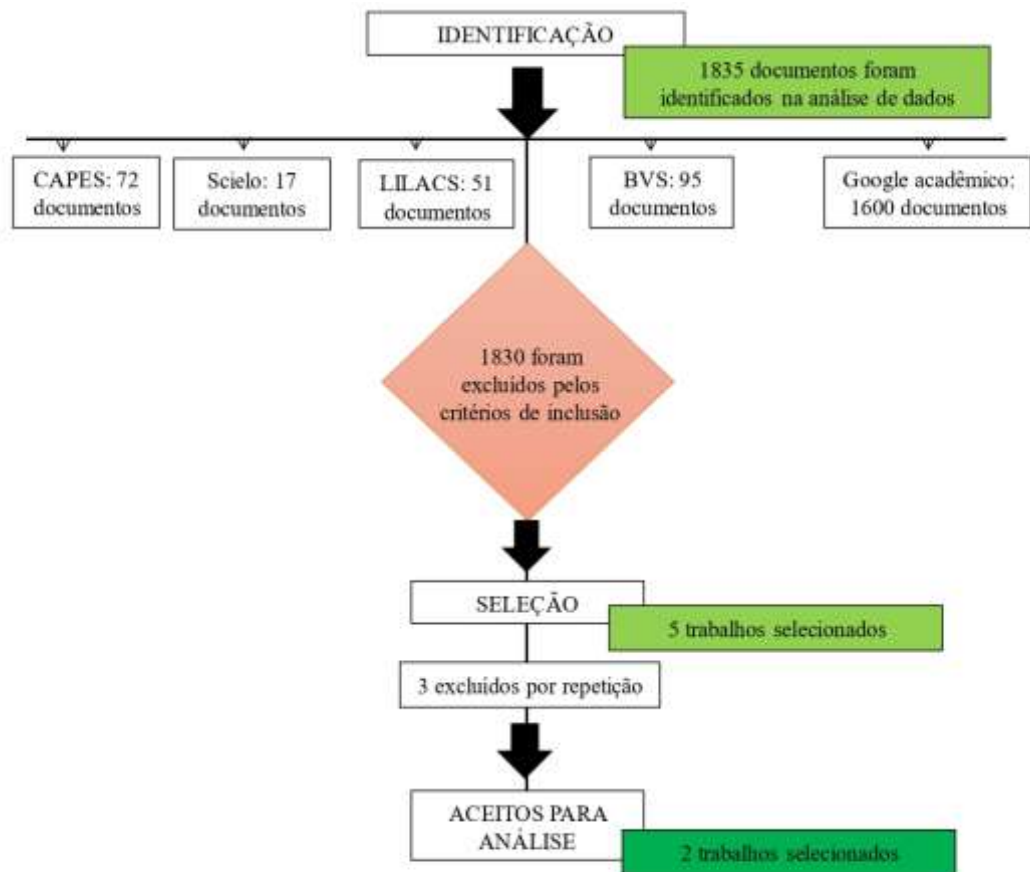 IDENTIFICAÇÃO
1835 documentos foram
identificados na análise de dados
CAPES: 72
documentos
Scielo: 17
documentos
LILACS: 51
documentos
BVS: 95
documentos
Google acadêmico:
1600 documentos
1830 foram
excluídos pelos
critérios de inclusão
SELEÇÃO
5 trabalhos selecionados
3 excluídos por repetição
ACEITOS PARA
ANÁLISE
2 trabalhos selecionados